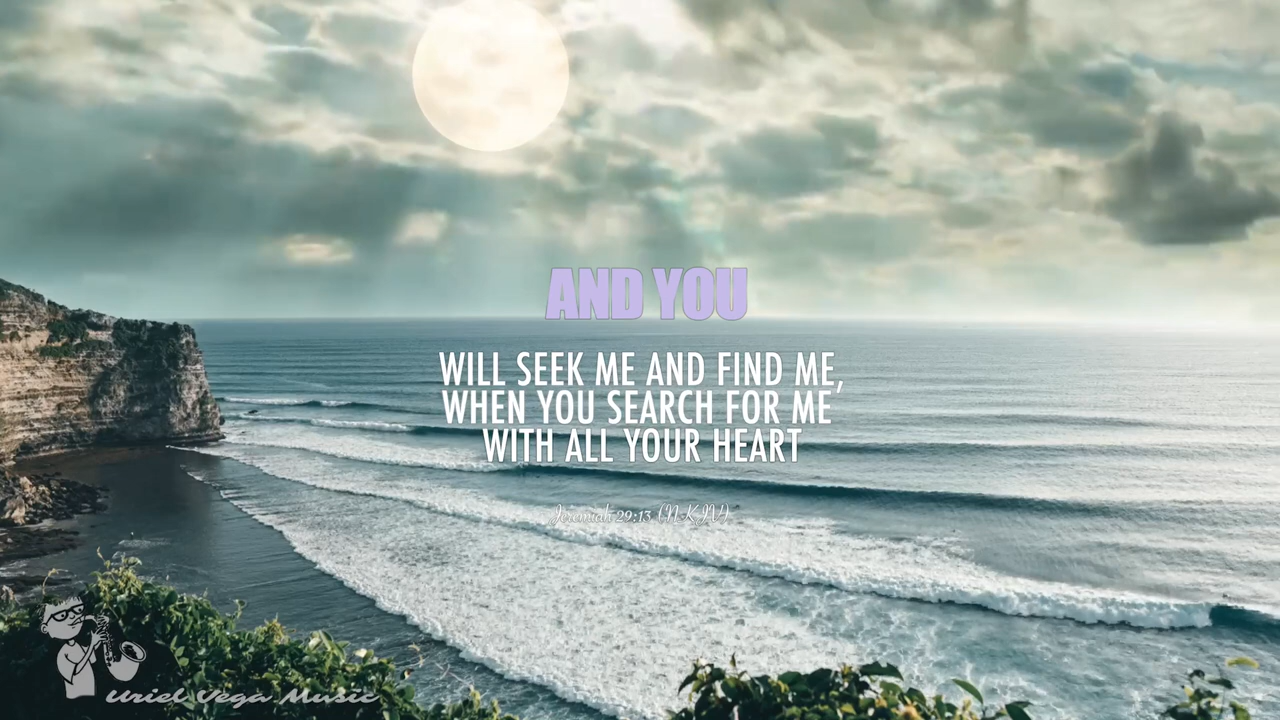 AND YOU
WILL SEEK ME AND FIND ME,
WHEN YOU SEARCH FOR ME
WITH ALL YOUR HEART
Jeremiah 29:13 (NKJV)
Uriel Vega Music